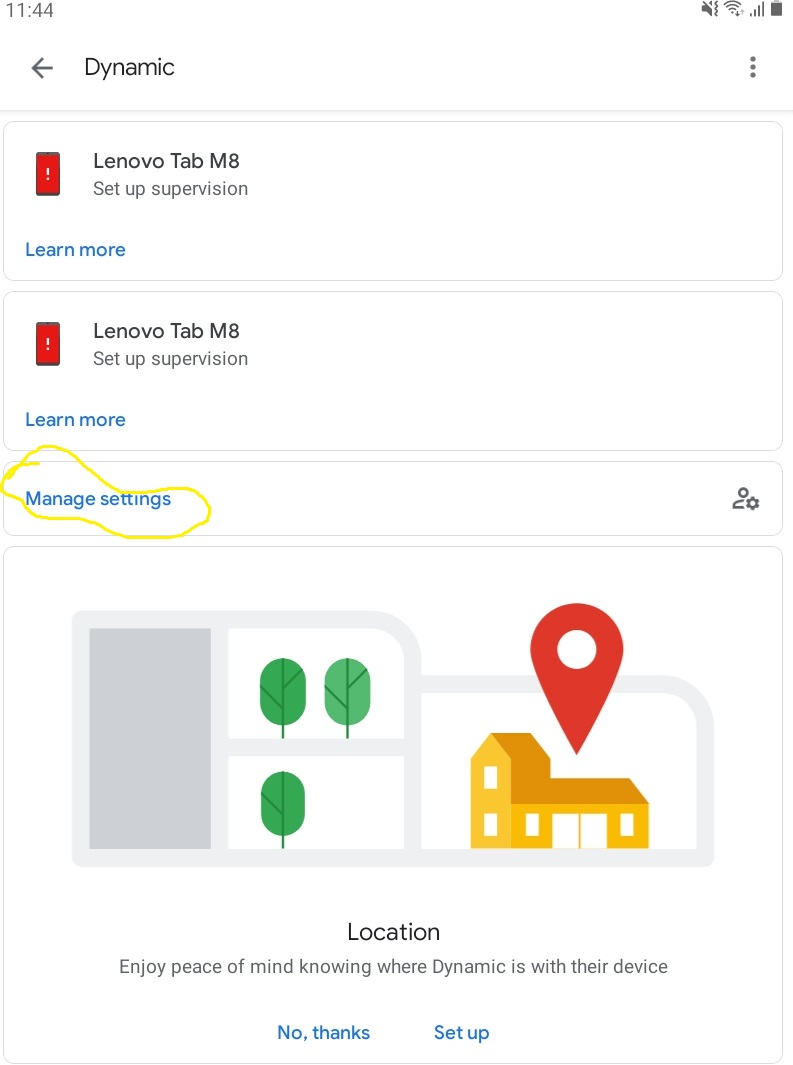 11:44
Dynamic
Lenovo Tab M8
Set up supervision
Learn more
Lenovo Tab M8
Set up supervision
Learn more
Manage settings
Location
Enjoy peace of mind knowing where Dynamic is with their device
No, thanks
Set up